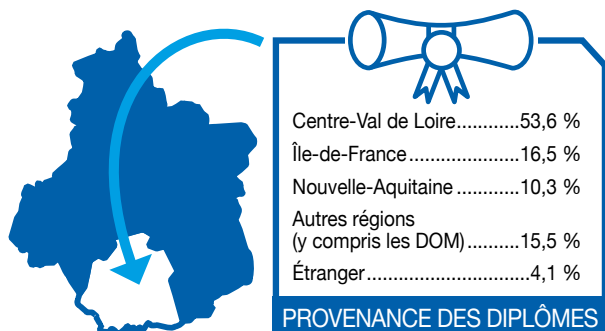 Centre-Val de Loire............53,6 %
Île-de-France..................16,5 %
Nouvelle-Aquitaine..........10,3 %
Autres régions
(y compris les DOM).........15,5 %
Étranger...........................4,1 %
PROVENANCE DES DIPLÔMES